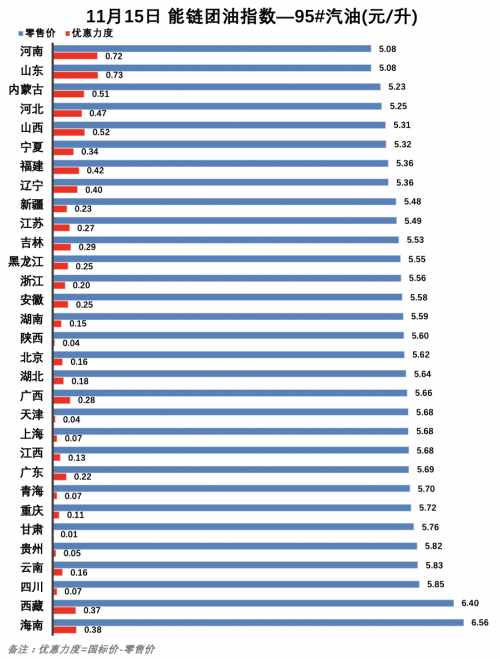 11月15日 能链团油指数—95#汽油(元/升)
零售价 优惠力度
河南 5.08
0.72
山东 5.08
0.73
内蒙古 5.23
0.51
河北 5.25
0.47
山西 5.31
0.52
宁夏 5.32
0.34
福建 5.36
0.42
辽宁 5.36
0.40
新疆 5.48
0.23
江苏 5.49
0.27
吉林 5.53
0.29
黑龙江 5.55
0.25
浙江 5.56
0.20
安徽 5.58
0.25
湖南 5.59
0.15
陕西 5.60
0.04
北京 5.62
0.16
湖北 5.64
0.18
广西 5.66
0.28
天津 5.68
0.04
上海 5.68
0.07
江西 5.68
0.13
广东 5.69
0.22
青海 5.70
0.07
重庆 5.72
0.11
甘肃 5.76
0.01
贵州 5.82
0.05
云南 5.83
0.16
四川 5.85
0.07
西藏 6.40
0.37
海南 6.56
0.38
备注：优惠力度=国标价-零售价